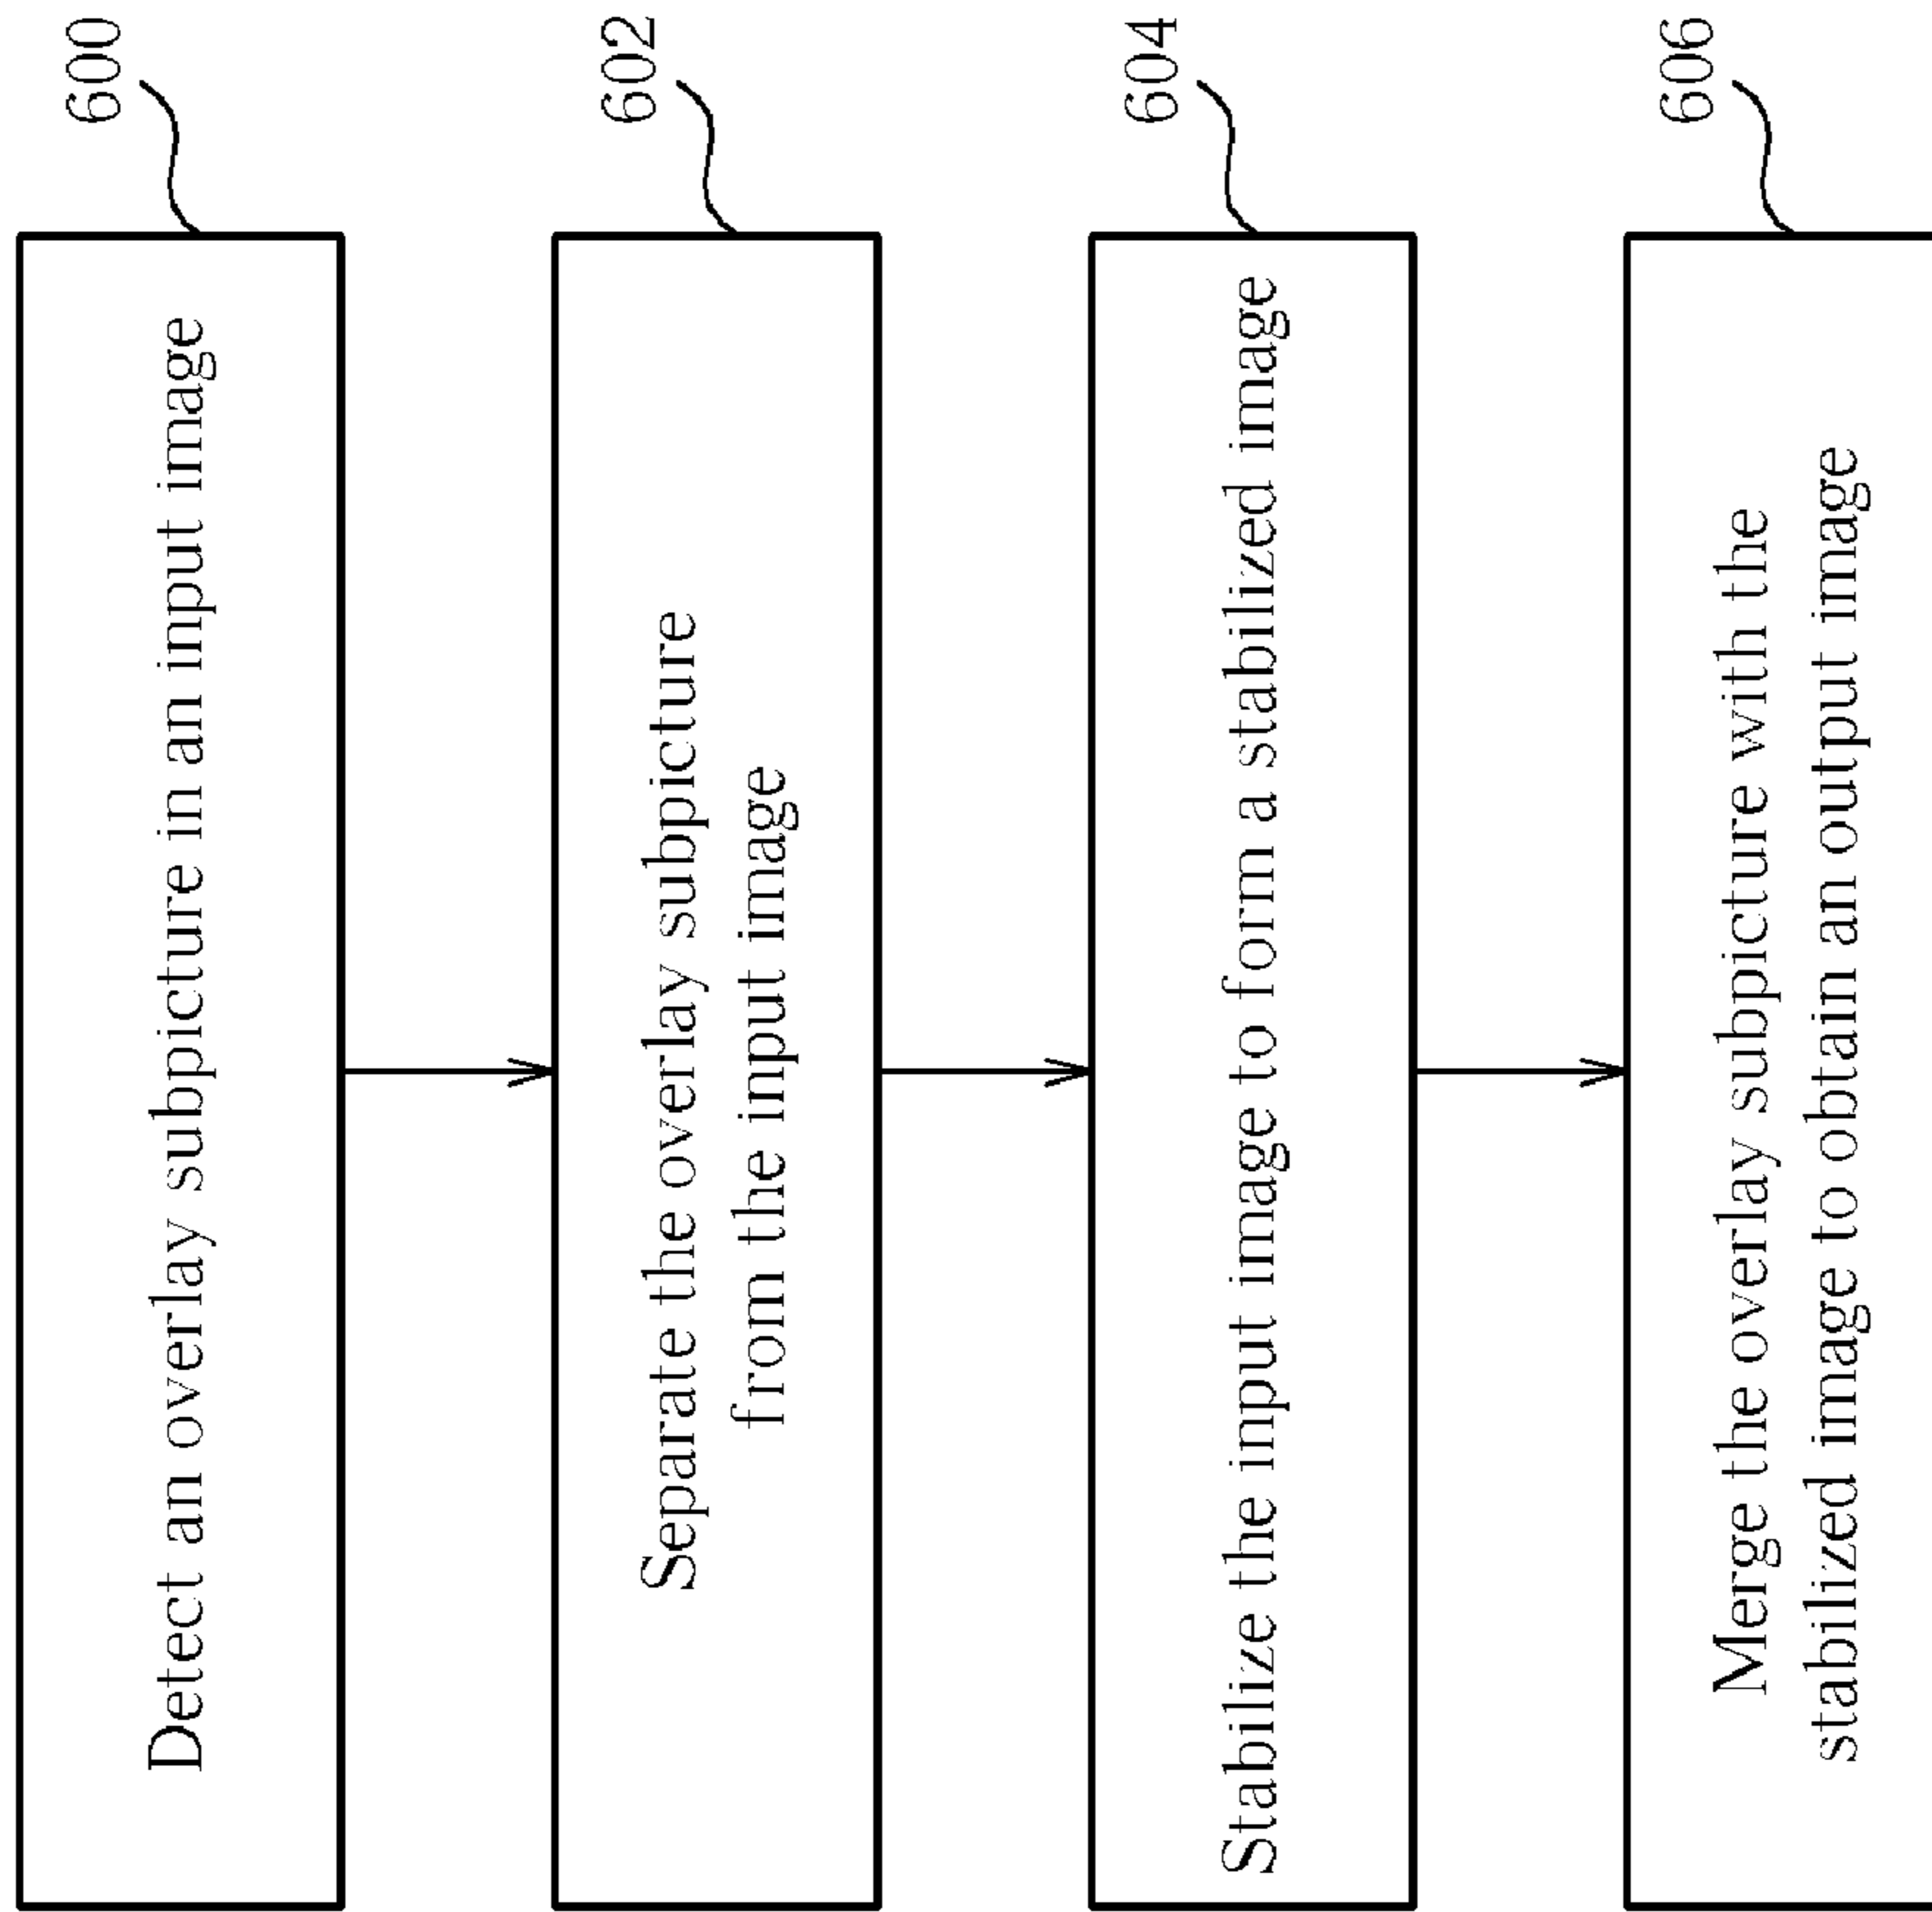 600
Detect an overlay subpicture in an input image
602
Separate the overlay subpicture
from the input image
604
Stabilize the input image to form a stabilized image
606
Merge the overlay subpicture with the
stabilized image to obtain an output image